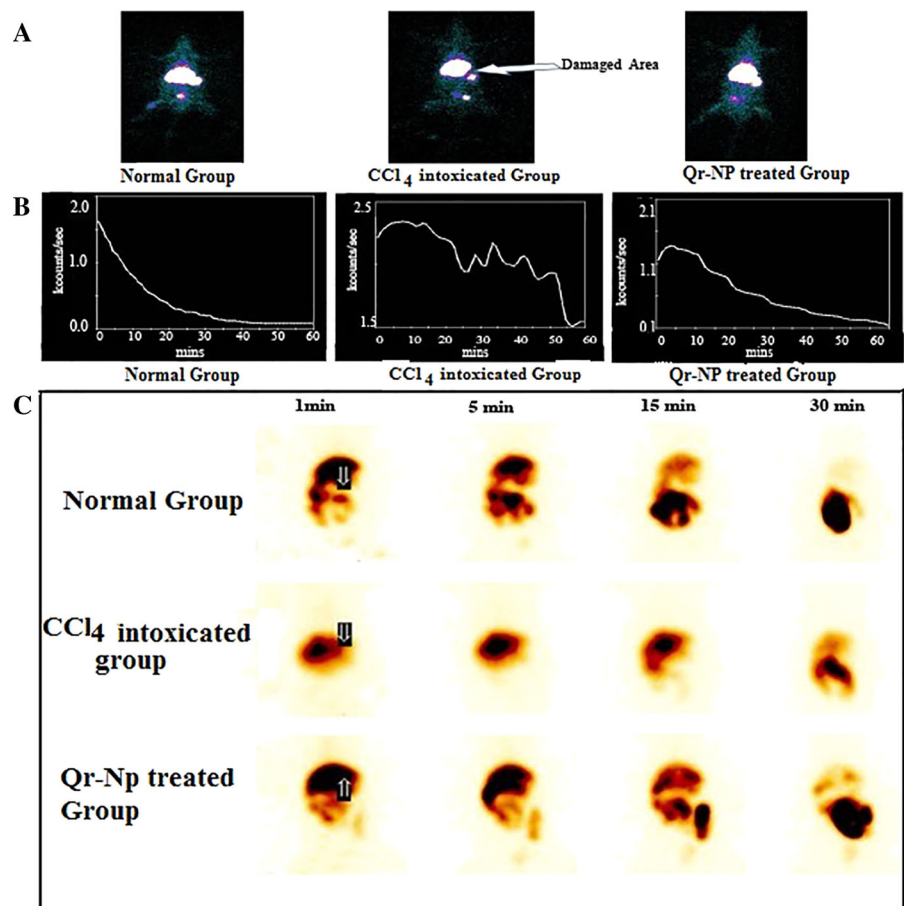 A
Damaged Area
Normal Group
CCl4 intoxicated Group
Qr-NP treated Group
B
kcounts/sec
2.0
1.0
0.0
0 10 20 30 40 50 60
mins
Normal Group
kcounts/sec
2.5
1.5
0 10 20 30 40 50 60
mins
CCl4 intoxicated Group
kcounts/sec
2.1
1.1
0.1
0 10 20 30 40 50 60
mins
Qr-NP treated Group
C
1min 5 min 15 min 30 min
Normal Group
CCl4 intoxicated
group
Qr-Np treated
Group